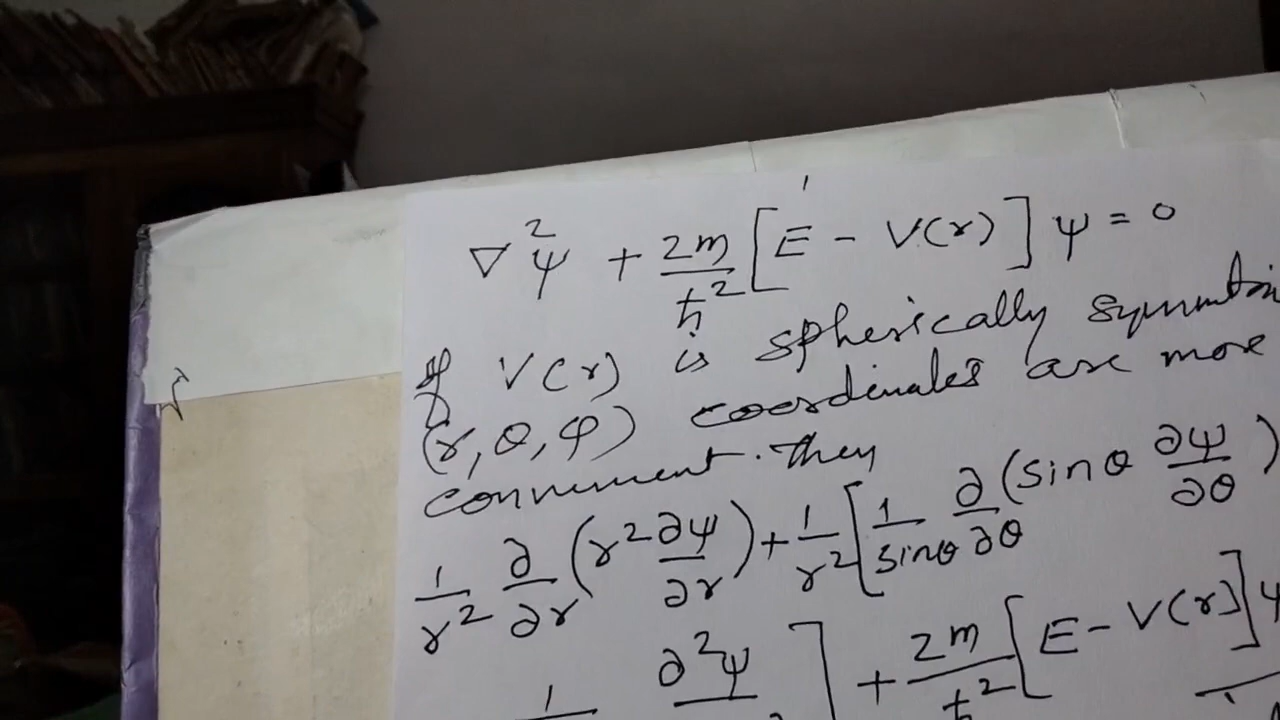 ∇²ψ + 2m/ħ² [E - V(r)] ψ = 0
If V(r) is spherically
(r, θ, φ) coordinates are more
convenient. Then
1/r² ∂/∂r (r² ∂ψ/∂r) + 1/r² [1/sinθ ∂/∂θ (sinθ ∂ψ/∂θ)
1 ∂²ψ ] + 2m/ħ² [E - V(r)] ψ